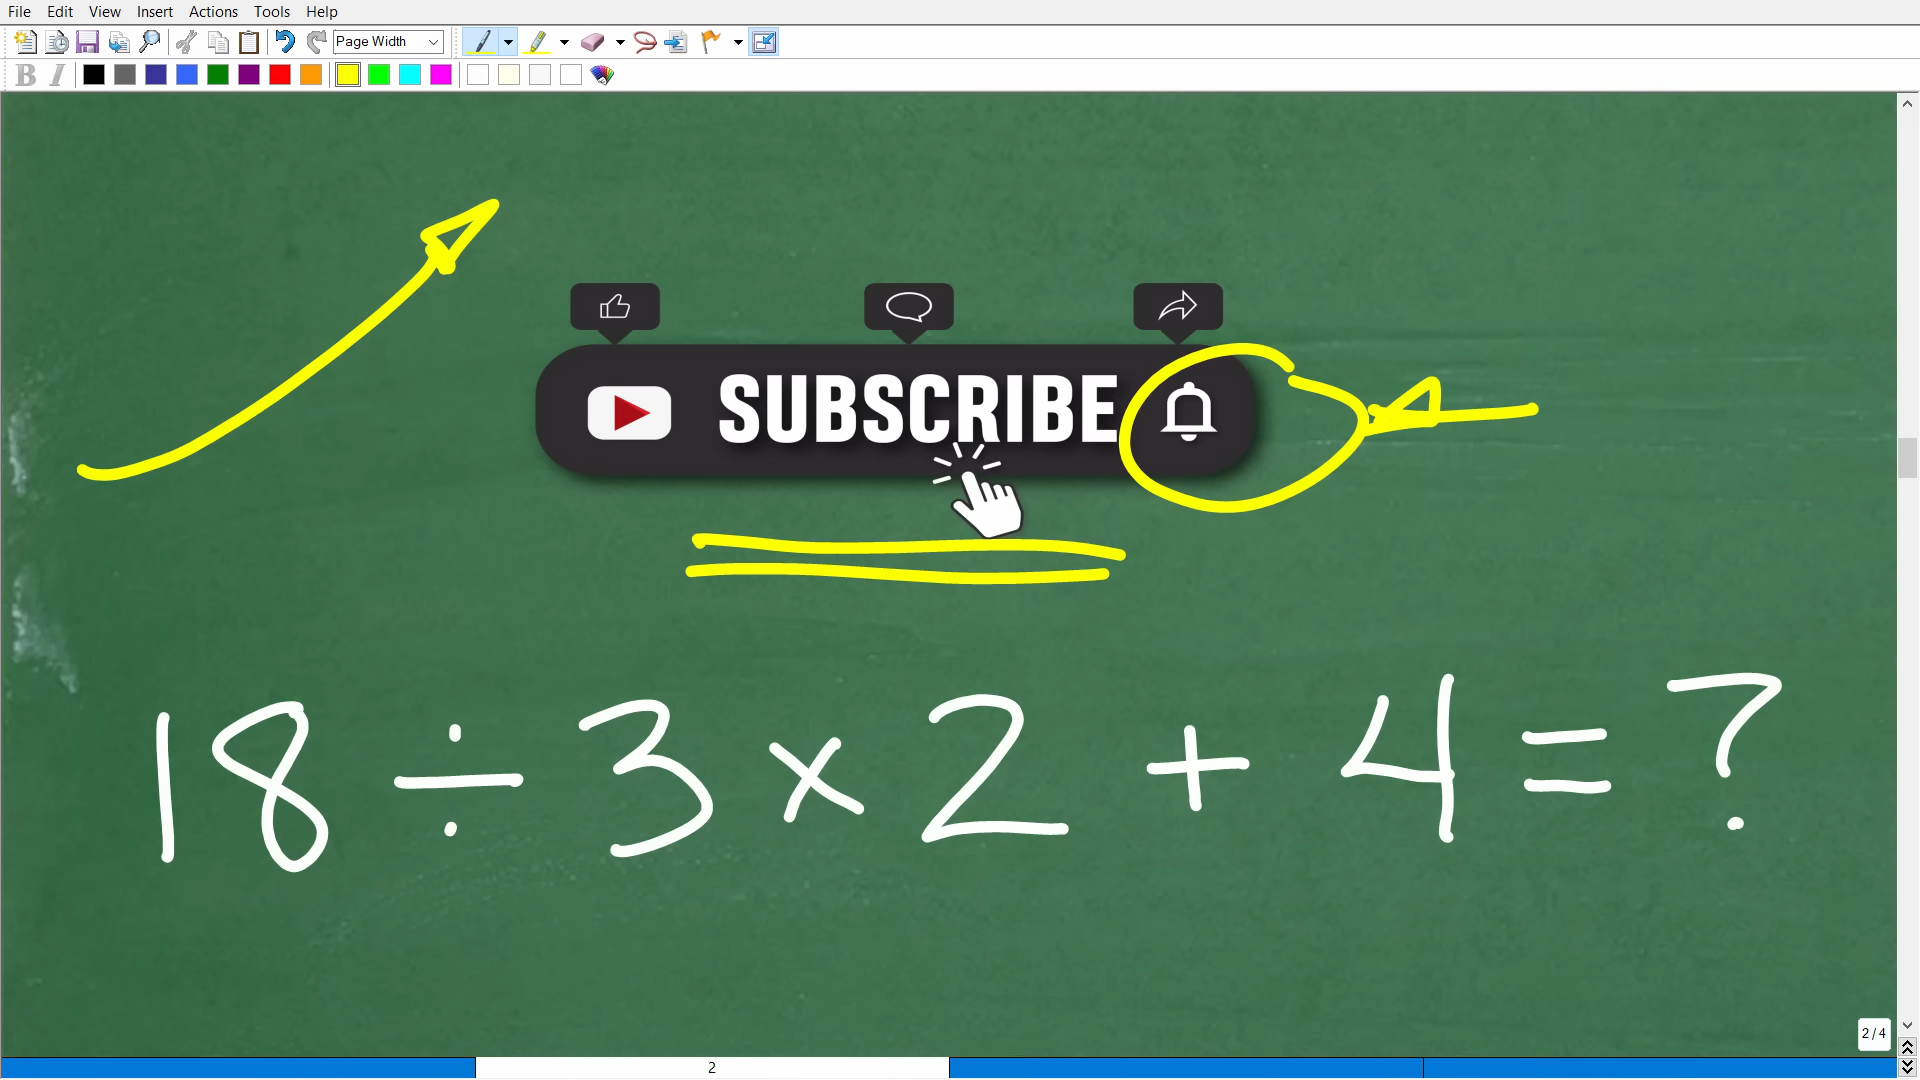 File Edit View Insert Actions Tools Help
Page Width
B I
SUBSCRIBE
18 ÷ 3 × 2 + 4 = ?
2 / 4
2